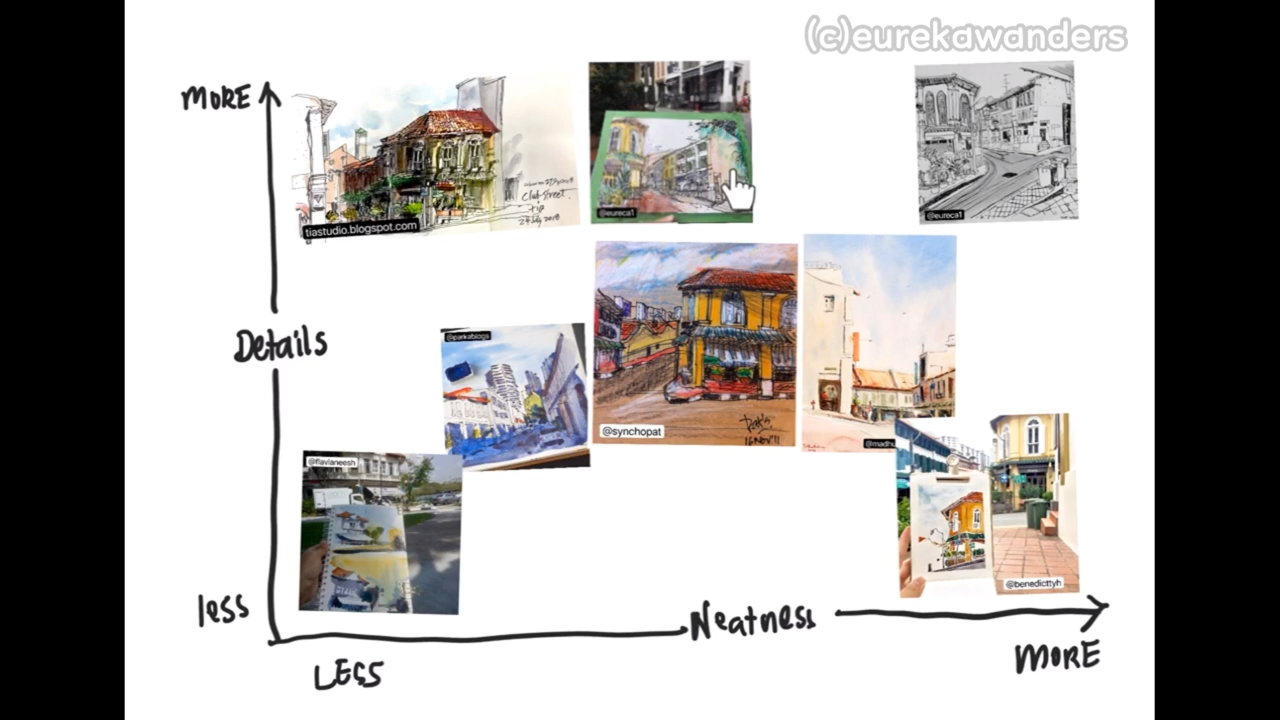 (c)eurekawanders
MORE
Club Street
tiastudio.blogspot.com
@eureca1
@eureca1
Details
@parkablogs
@synchopat
@madhu
@flavianeesh
@benedicttyh
less
Neatness
LESS
MORE